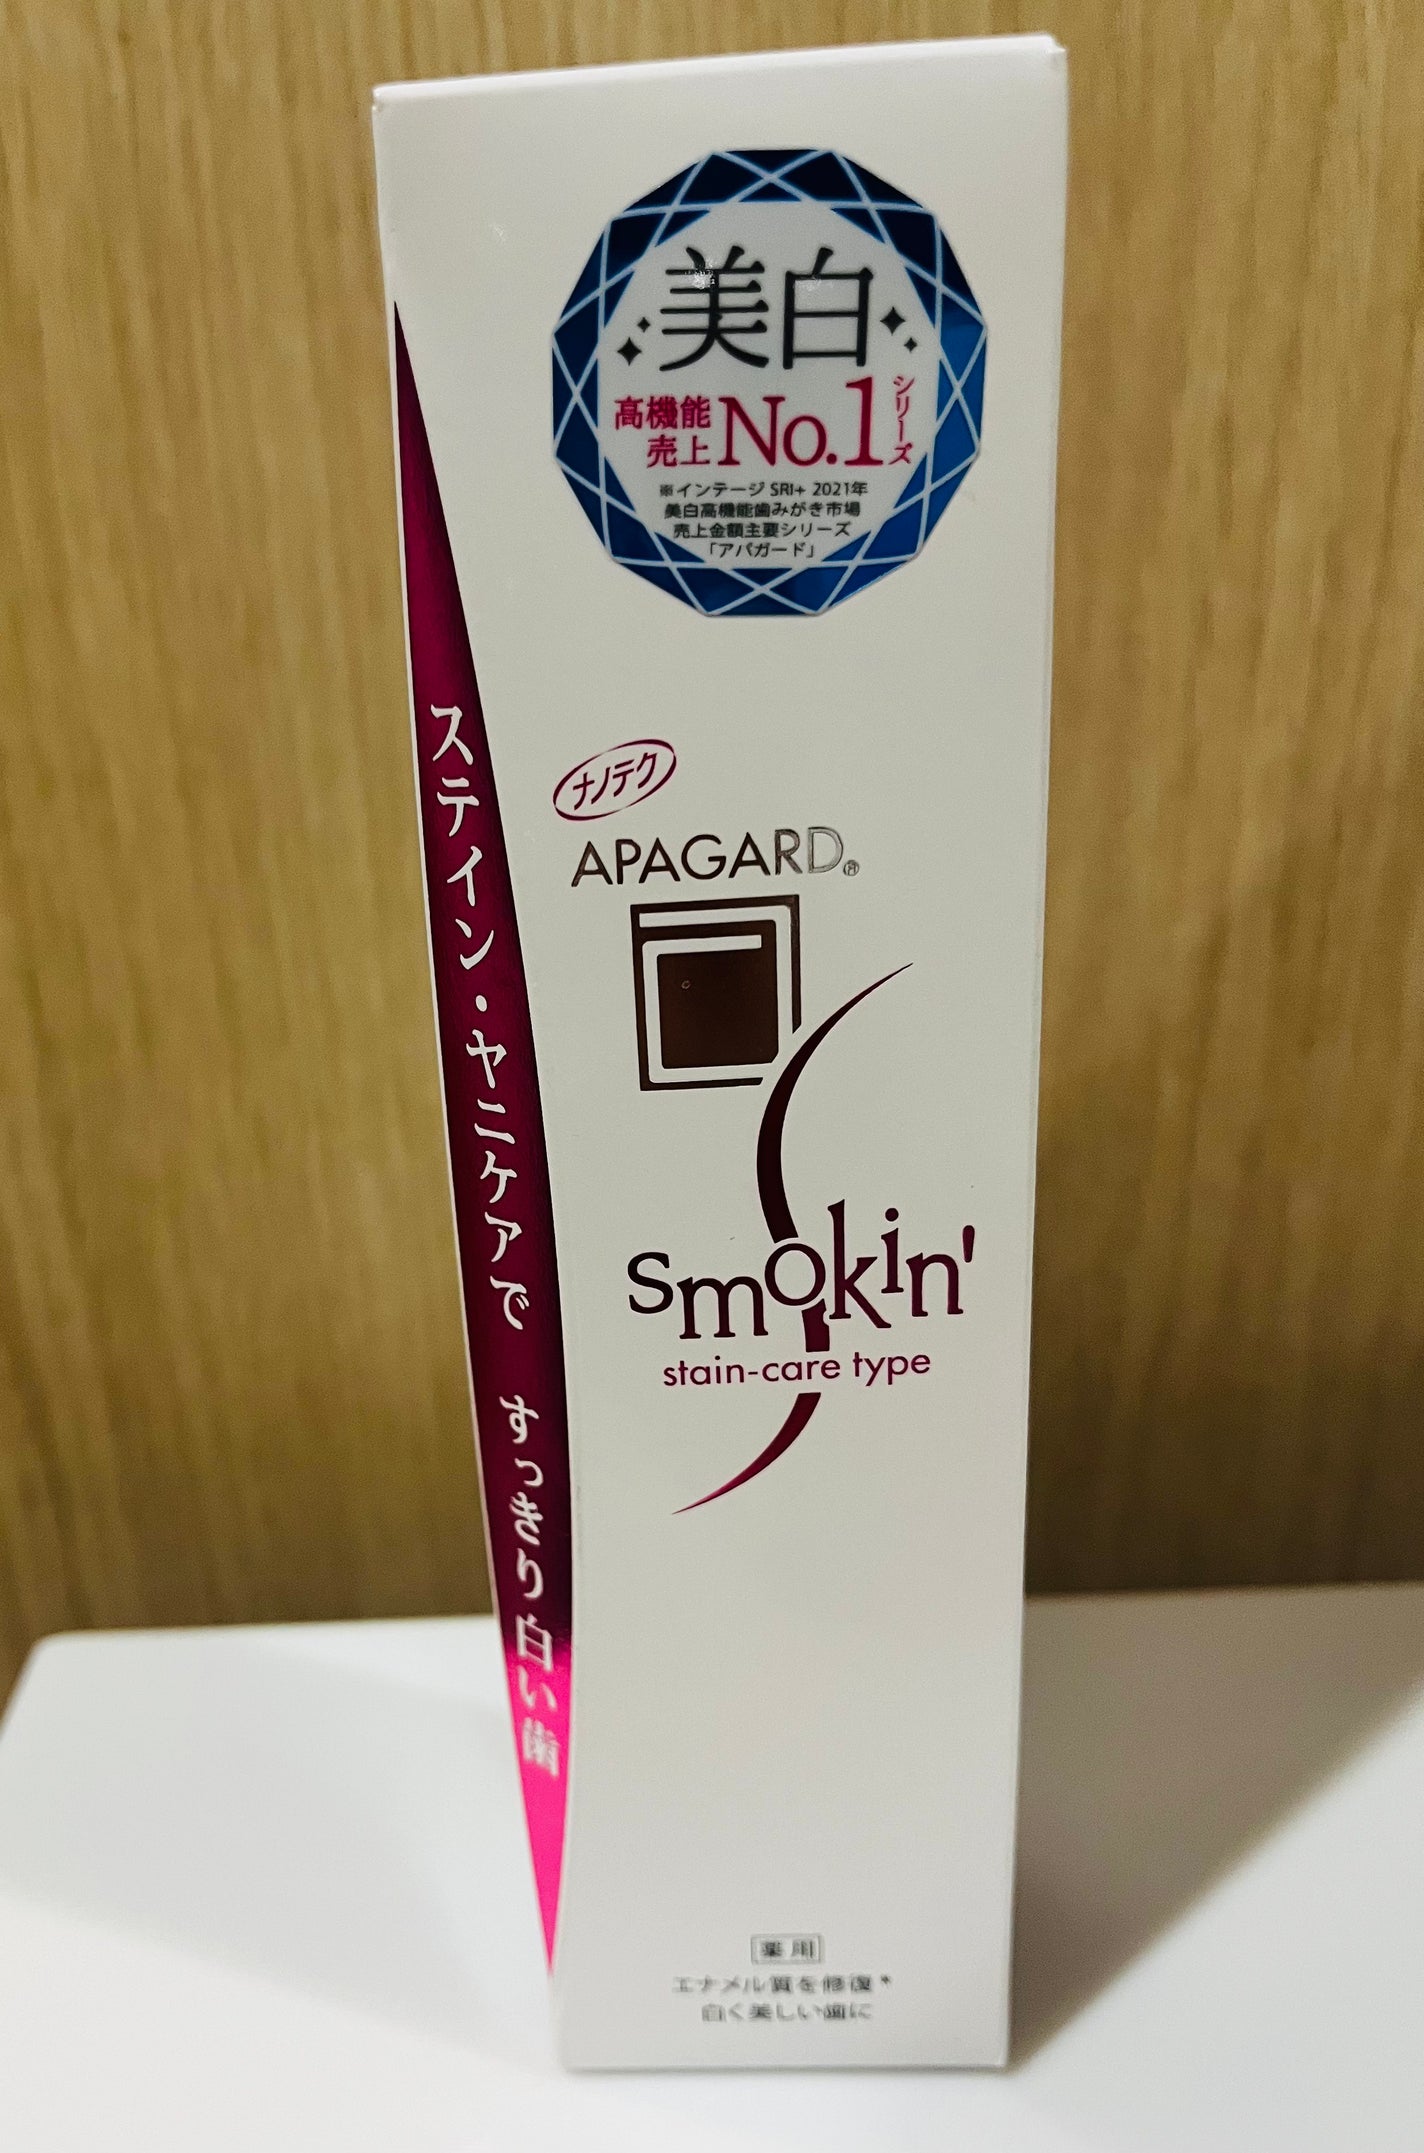 美白
高機能
売上 No.1 シリーズ
※インテージ SRI+ 2021年
美白高機能歯みがき市場
売上金額主要シリーズ
「アパガード」
ナノテク
APAGARD®
smokin'
stain-care type
ステイン・ヤニケアで すっきり白い歯
薬用
エナメル質を修復*
白く美しい歯に